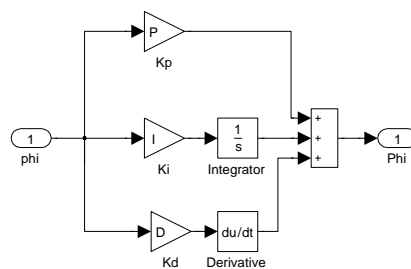 P
Kp
+
1
phi
I
Ki
1
s
Integrator
+
1
Phi
+
D
Kd
du/dt
Derivative